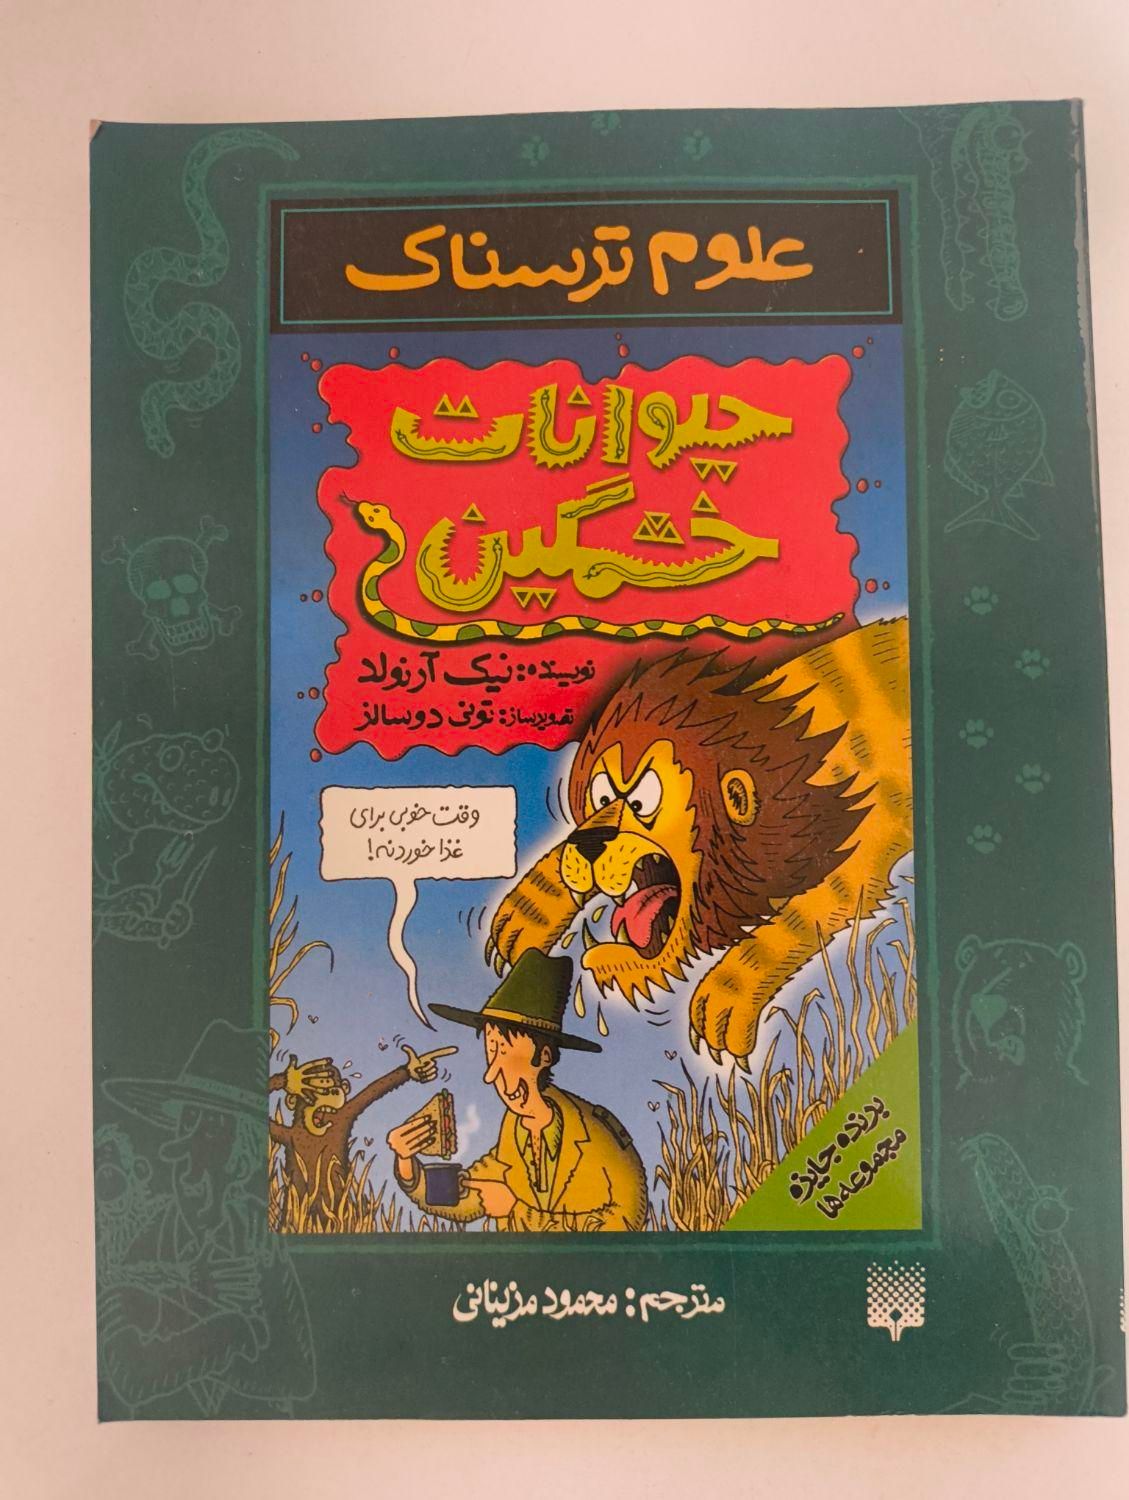 علوم ترسناک
حیوانات
خشمگین
نویسنده: نیک آرنولد
تصویرساز: تونی دوسالز
وقت خوبی برای
غذا خوردنه!
برنده جایزه
مجموعه‌ها
مترجم: محمود مزینانی